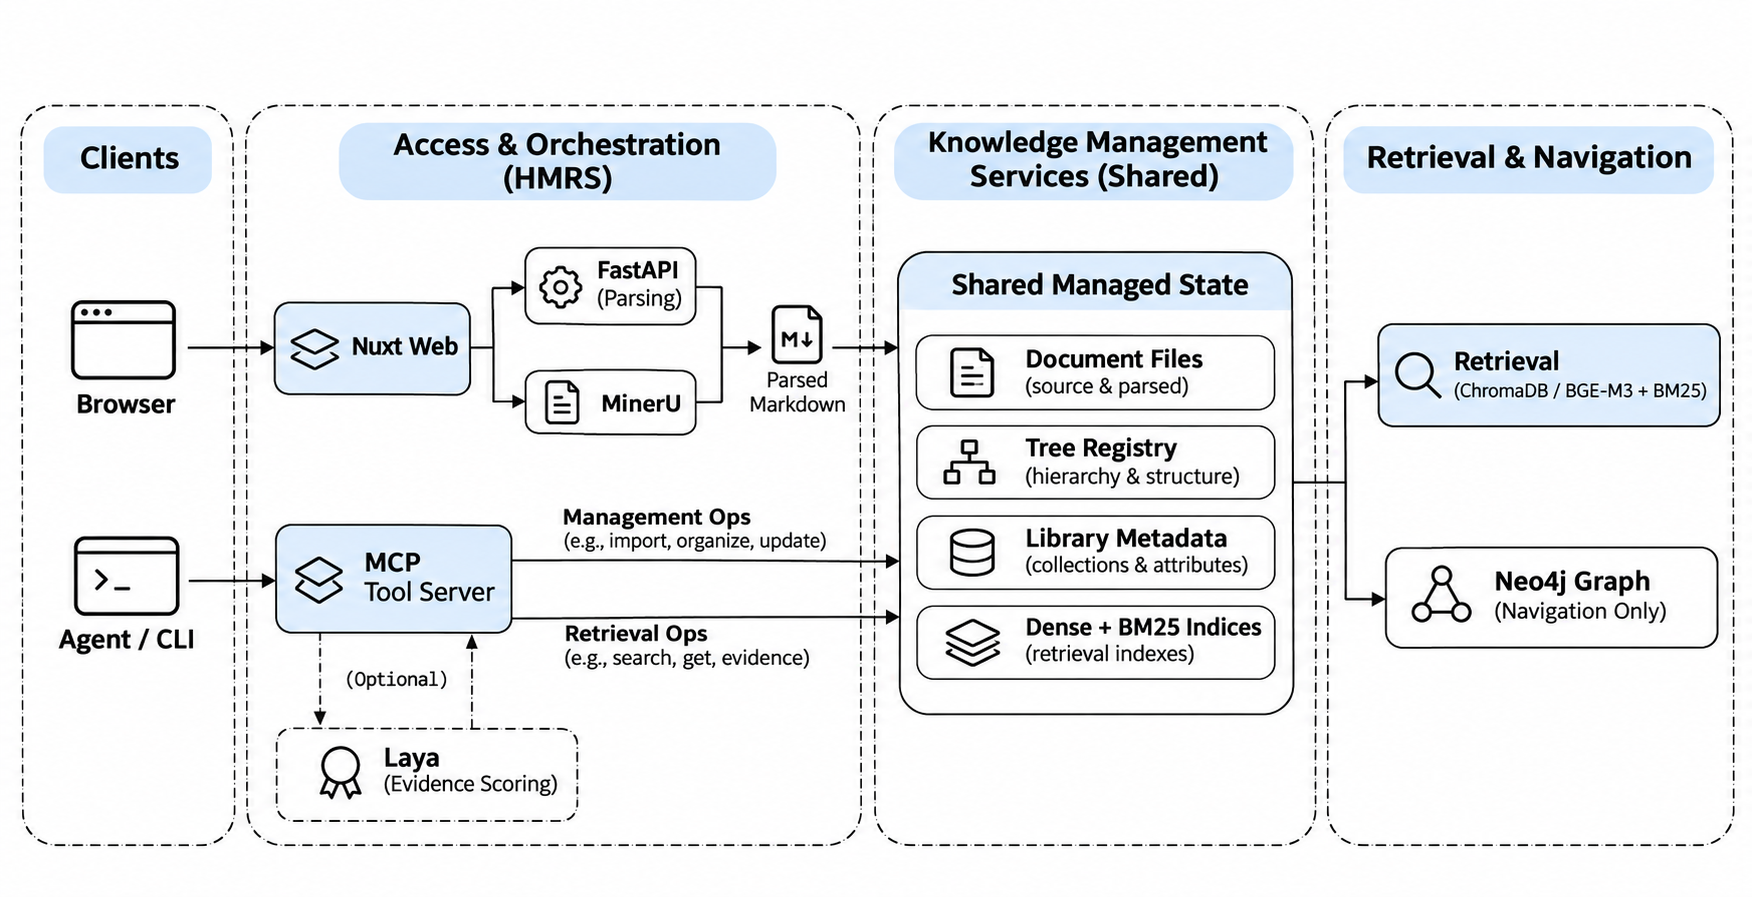 Clients
Access & Orchestration
(HMRS)
Knowledge Management
Services (Shared)
Retrieval & Navigation
Browser
Agent / CLI
Nuxt Web
FastAPI
(Parsing)
MinerU
M↓
Parsed
Markdown
MCP
Tool Server
Management Ops
(e.g., import, organize, update)
Retrieval Ops
(e.g., search, get, evidence)
(Optional)
Laya
(Evidence Scoring)
Shared Managed State
Document Files
(source & parsed)
Tree Registry
(hierarchy & structure)
Library Metadata
(collections & attributes)
Dense + BM25 Indices
(retrieval indexes)
Retrieval
(ChromaDB / BGE-M3 + BM25)
Neo4j Graph
(Navigation Only)